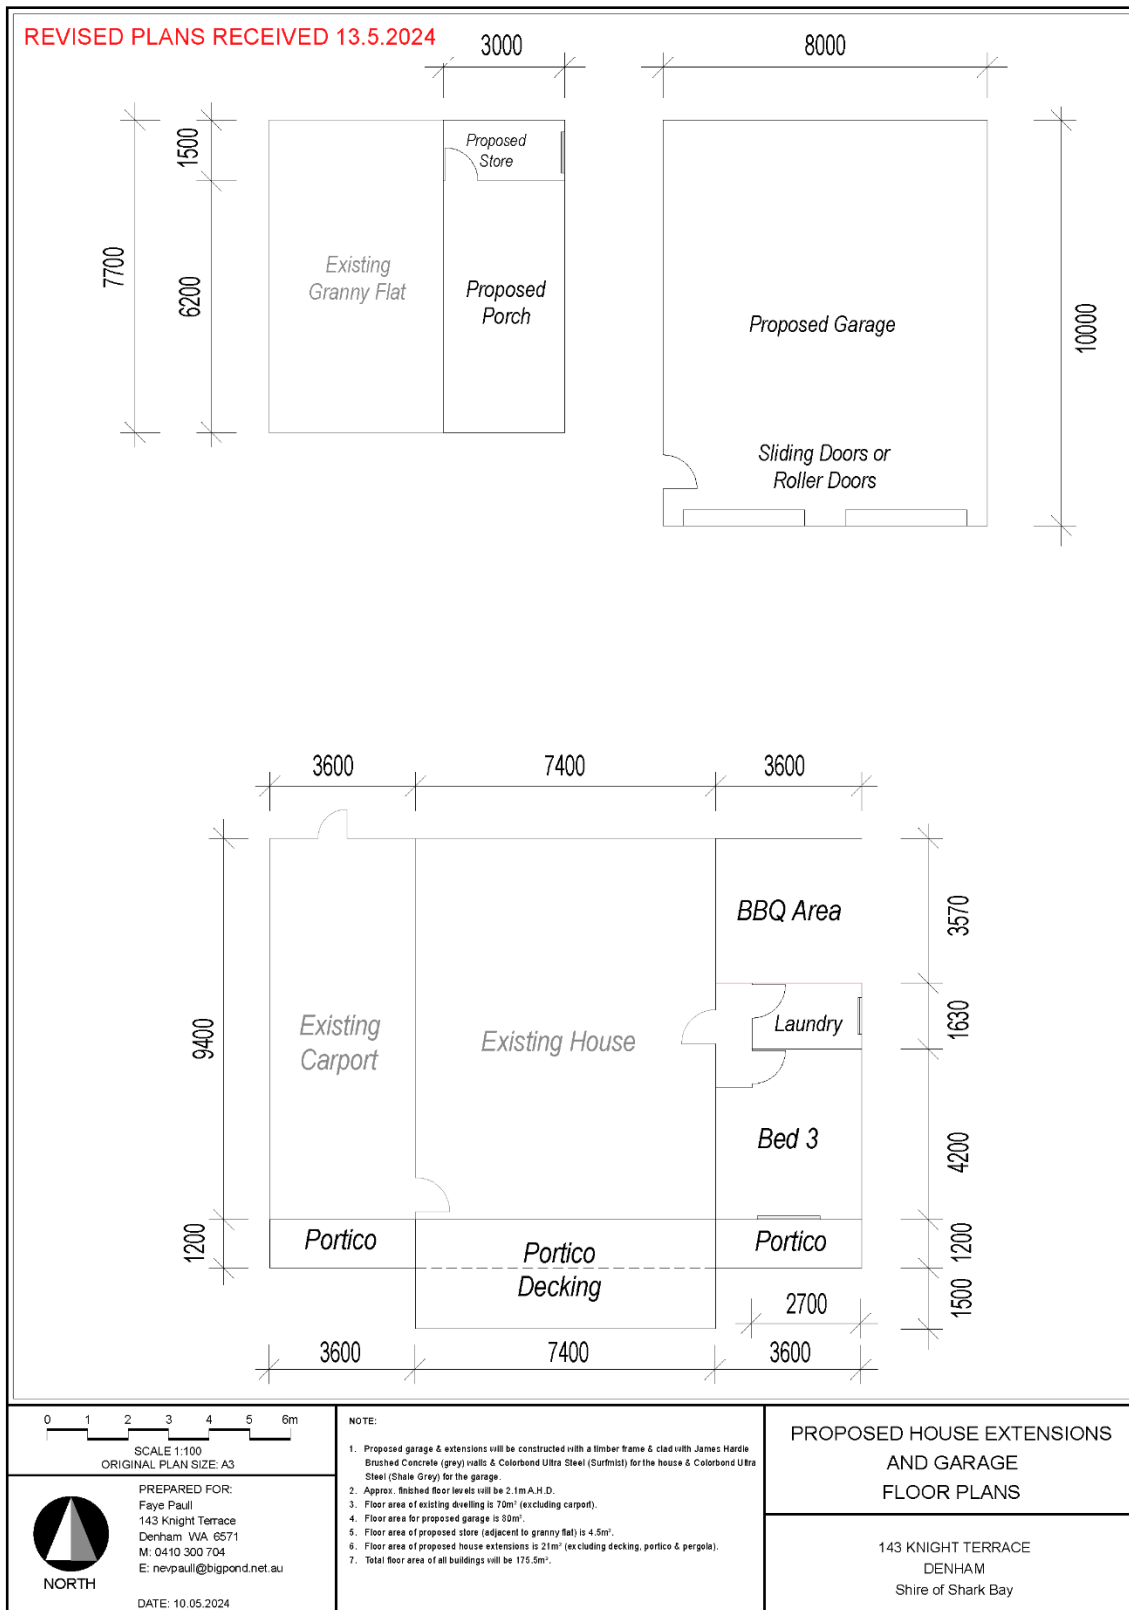 REVISED PLANS RECEIVED 13.5.2024
3000
8000
1500
7700
6200
10000
Proposed
Store
Existing
Granny Flat
Proposed
Porch
Proposed Garage
Sliding Doors or
Roller Doors
3600
7400
3600
BBQ Area
3570
Laundry
1630
Existing
Carport
Existing House
9400
Bed 3
4200
Portico
Portico
Decking
Portico
1200
1200
1500
2700
3600
7400
3600
0 1 2 3 4 5 6m
SCALE 1:100
ORIGINAL PLAN SIZE: A3
NORTH
PREPARED FOR:
Faye Paull
143 Knight Terrace
Denham WA 6571
M: 0410 300 704
E: nevpaull@bigpond.net.au
DATE: 10.05.2024
NOTE:
1. Proposed garage & extensions will be constructed with a timber frame & clad with James Hardie
Brushed Concrete (grey) walls & Colorbond Ultra Steel (Surfmist) for the house & Colorbond Ultra
Steel (Shale Grey) for the garage.
2. Approx. finished floor levels will be 2.1m A.H.D.
3. Floor area of existing dwelling is 70m² (excluding carport).
4. Floor area for proposed garage is 80m².
5. Floor area of proposed store (adjacent to granny flat) is 4.5m².
6. Floor area of proposed house extensions is 21m² (excluding decking, portico & pergola).
7. Total floor area of all buildings will be 175.5m².
PROPOSED HOUSE EXTENSIONS
AND GARAGE
FLOOR PLANS
143 KNIGHT TERRACE
DENHAM
Shire of Shark Bay